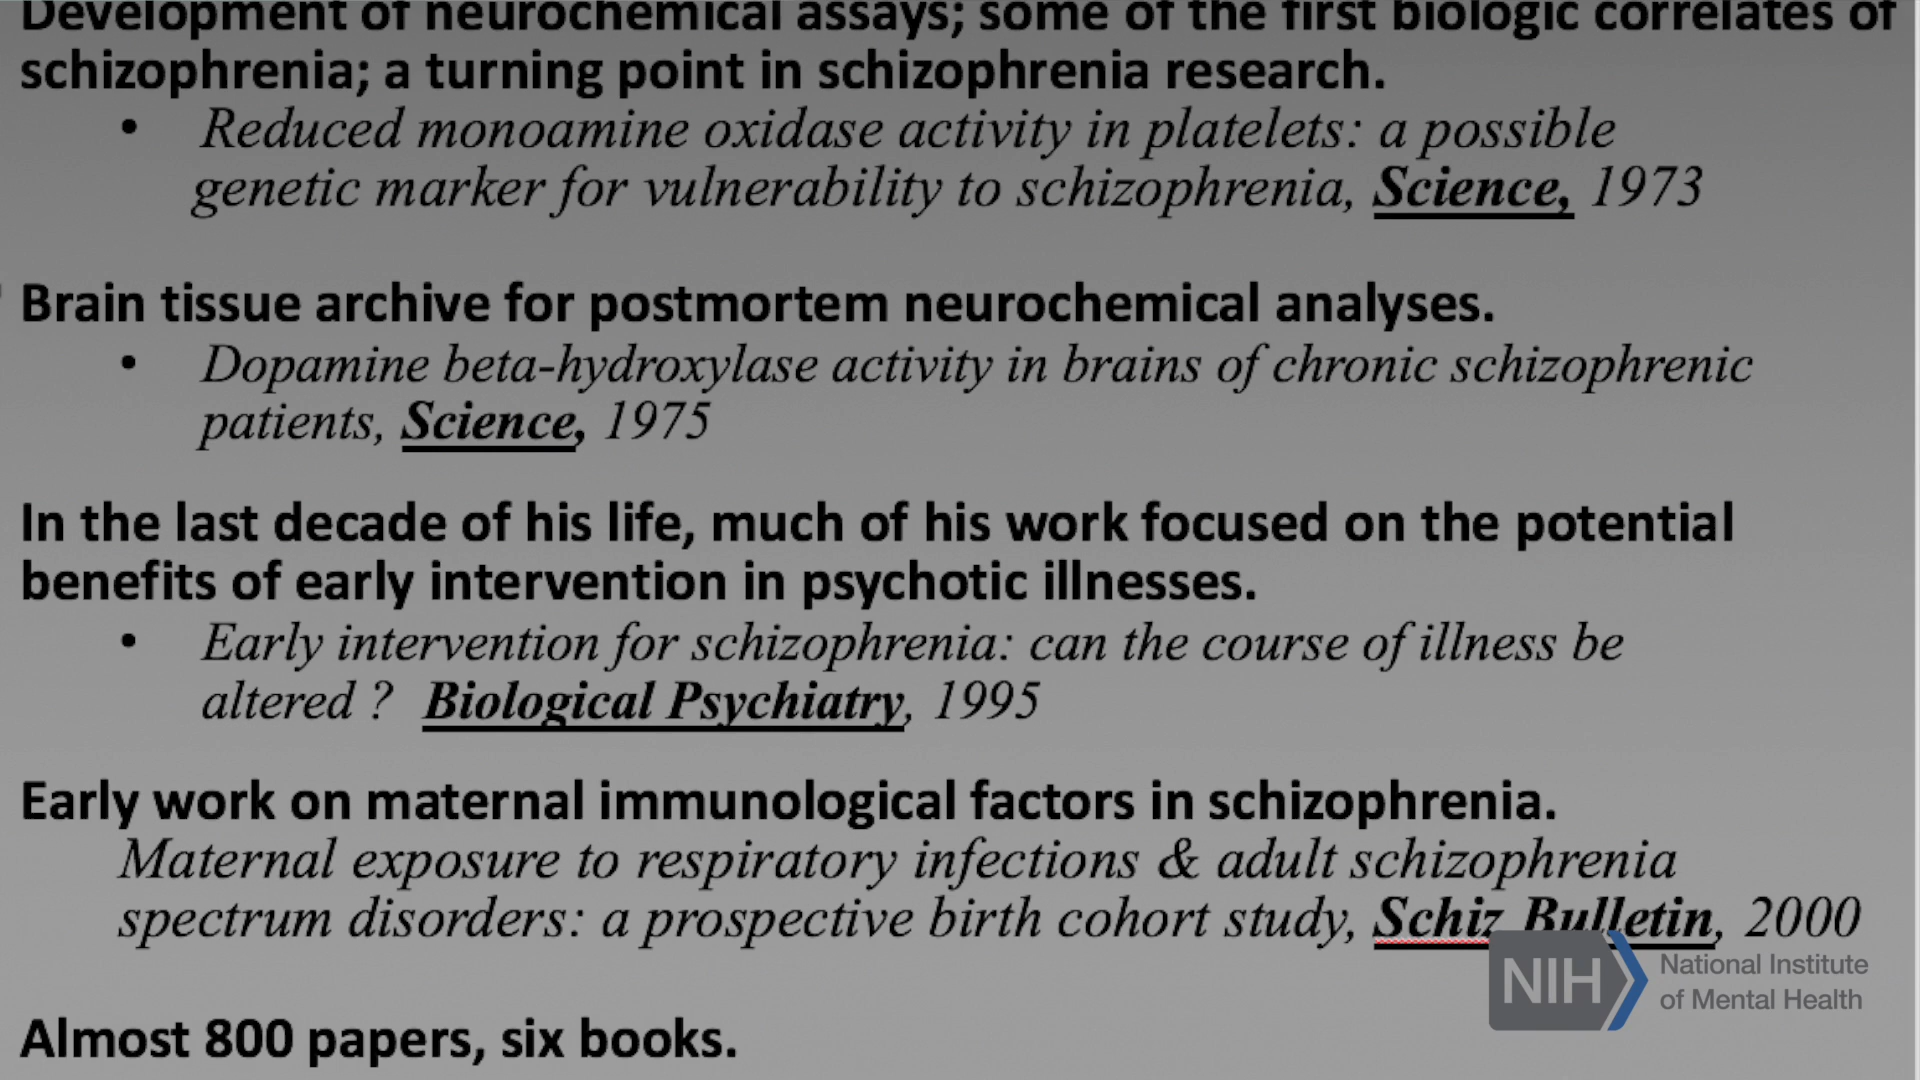 Development of neurochemical assays; some of the first biologic correlates of
schizophrenia; a turning point in schizophrenia research.
• Reduced monoamine oxidase activity in platelets: a possible
genetic marker for vulnerability to schizophrenia, Science, 1973
Brain tissue archive for postmortem neurochemical analyses.
• Dopamine beta-hydroxylase activity in brains of chronic schizophrenic
patients, Science, 1975
In the last decade of his life, much of his work focused on the potential
benefits of early intervention in psychotic illnesses.
• Early intervention for schizophrenia: can the course of illness be
altered ? Biological Psychiatry, 1995
Early work on maternal immunological factors in schizophrenia.
Maternal exposure to respiratory infections & adult schizophrenia
spectrum disorders: a prospective birth cohort study, Schiz Bulletin, 2000
Almost 800 papers, six books.
NIH
National Institute
of Mental Health